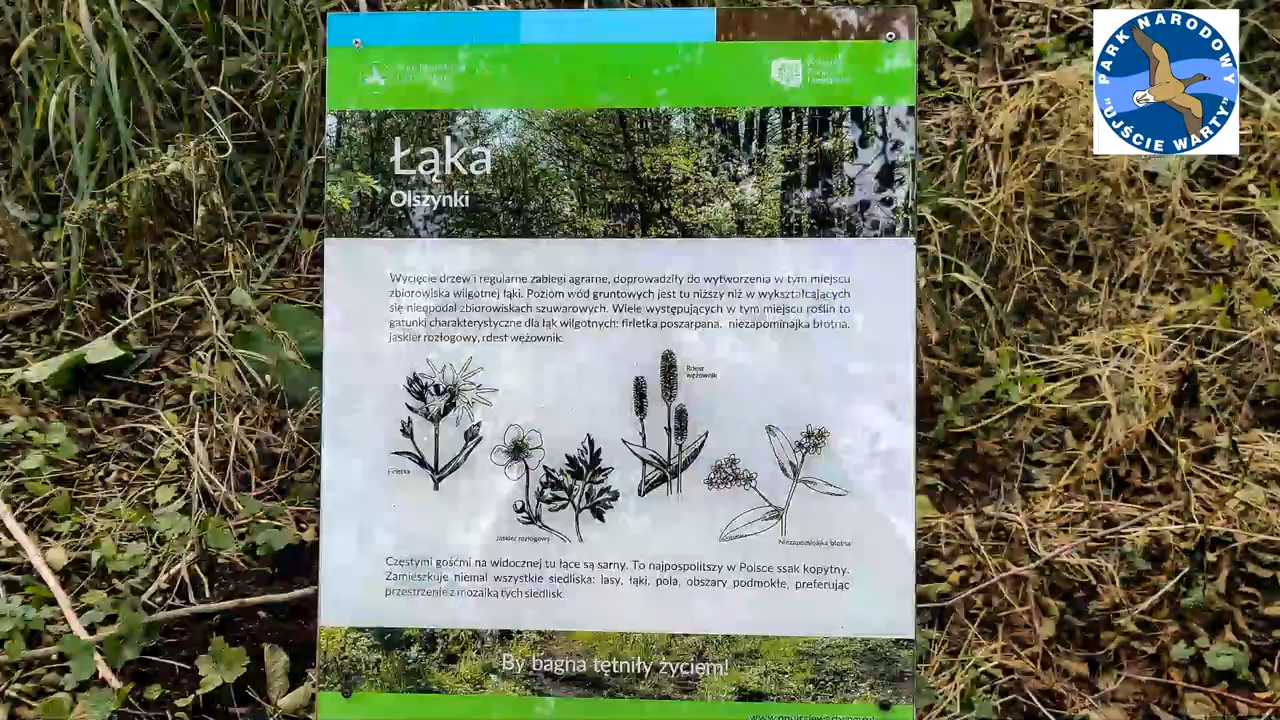 PARK NARODOWY
"UJŚCIE WARTY"
Łąka
Olszynki
Wycięcie drzew i regularne zabiegi agrarne, doprowadziły do wytworzenia w tym miejscu
zbiorowiska wilgotnej łąki. Poziom wód gruntowych jest tu niższy niż w wykształcających
się nieopodal zbiorowiskach szuwarowych. Wiele występujących w tym miejscu roślin to
gatunki charakterystyczne dla łąk wilgotnych: firletka poszarpana, niezapominajka błotna,
jaskier rozłogowy, rdest wężownik.
Rdest
wężownik
Firletka
Jaskier rozłogowy
Niezapominajka błotna
Częstymi gośćmi na widocznej tu łące są sarny. To najpospolitszy w Polsce ssak kopytny.
Zamieszkuje niemal wszystkie siedliska: lasy, łąki, pola, obszary podmokłe, preferując
przestrzenie z mozaiką tych siedlisk.
By bagna tętniły życiem!